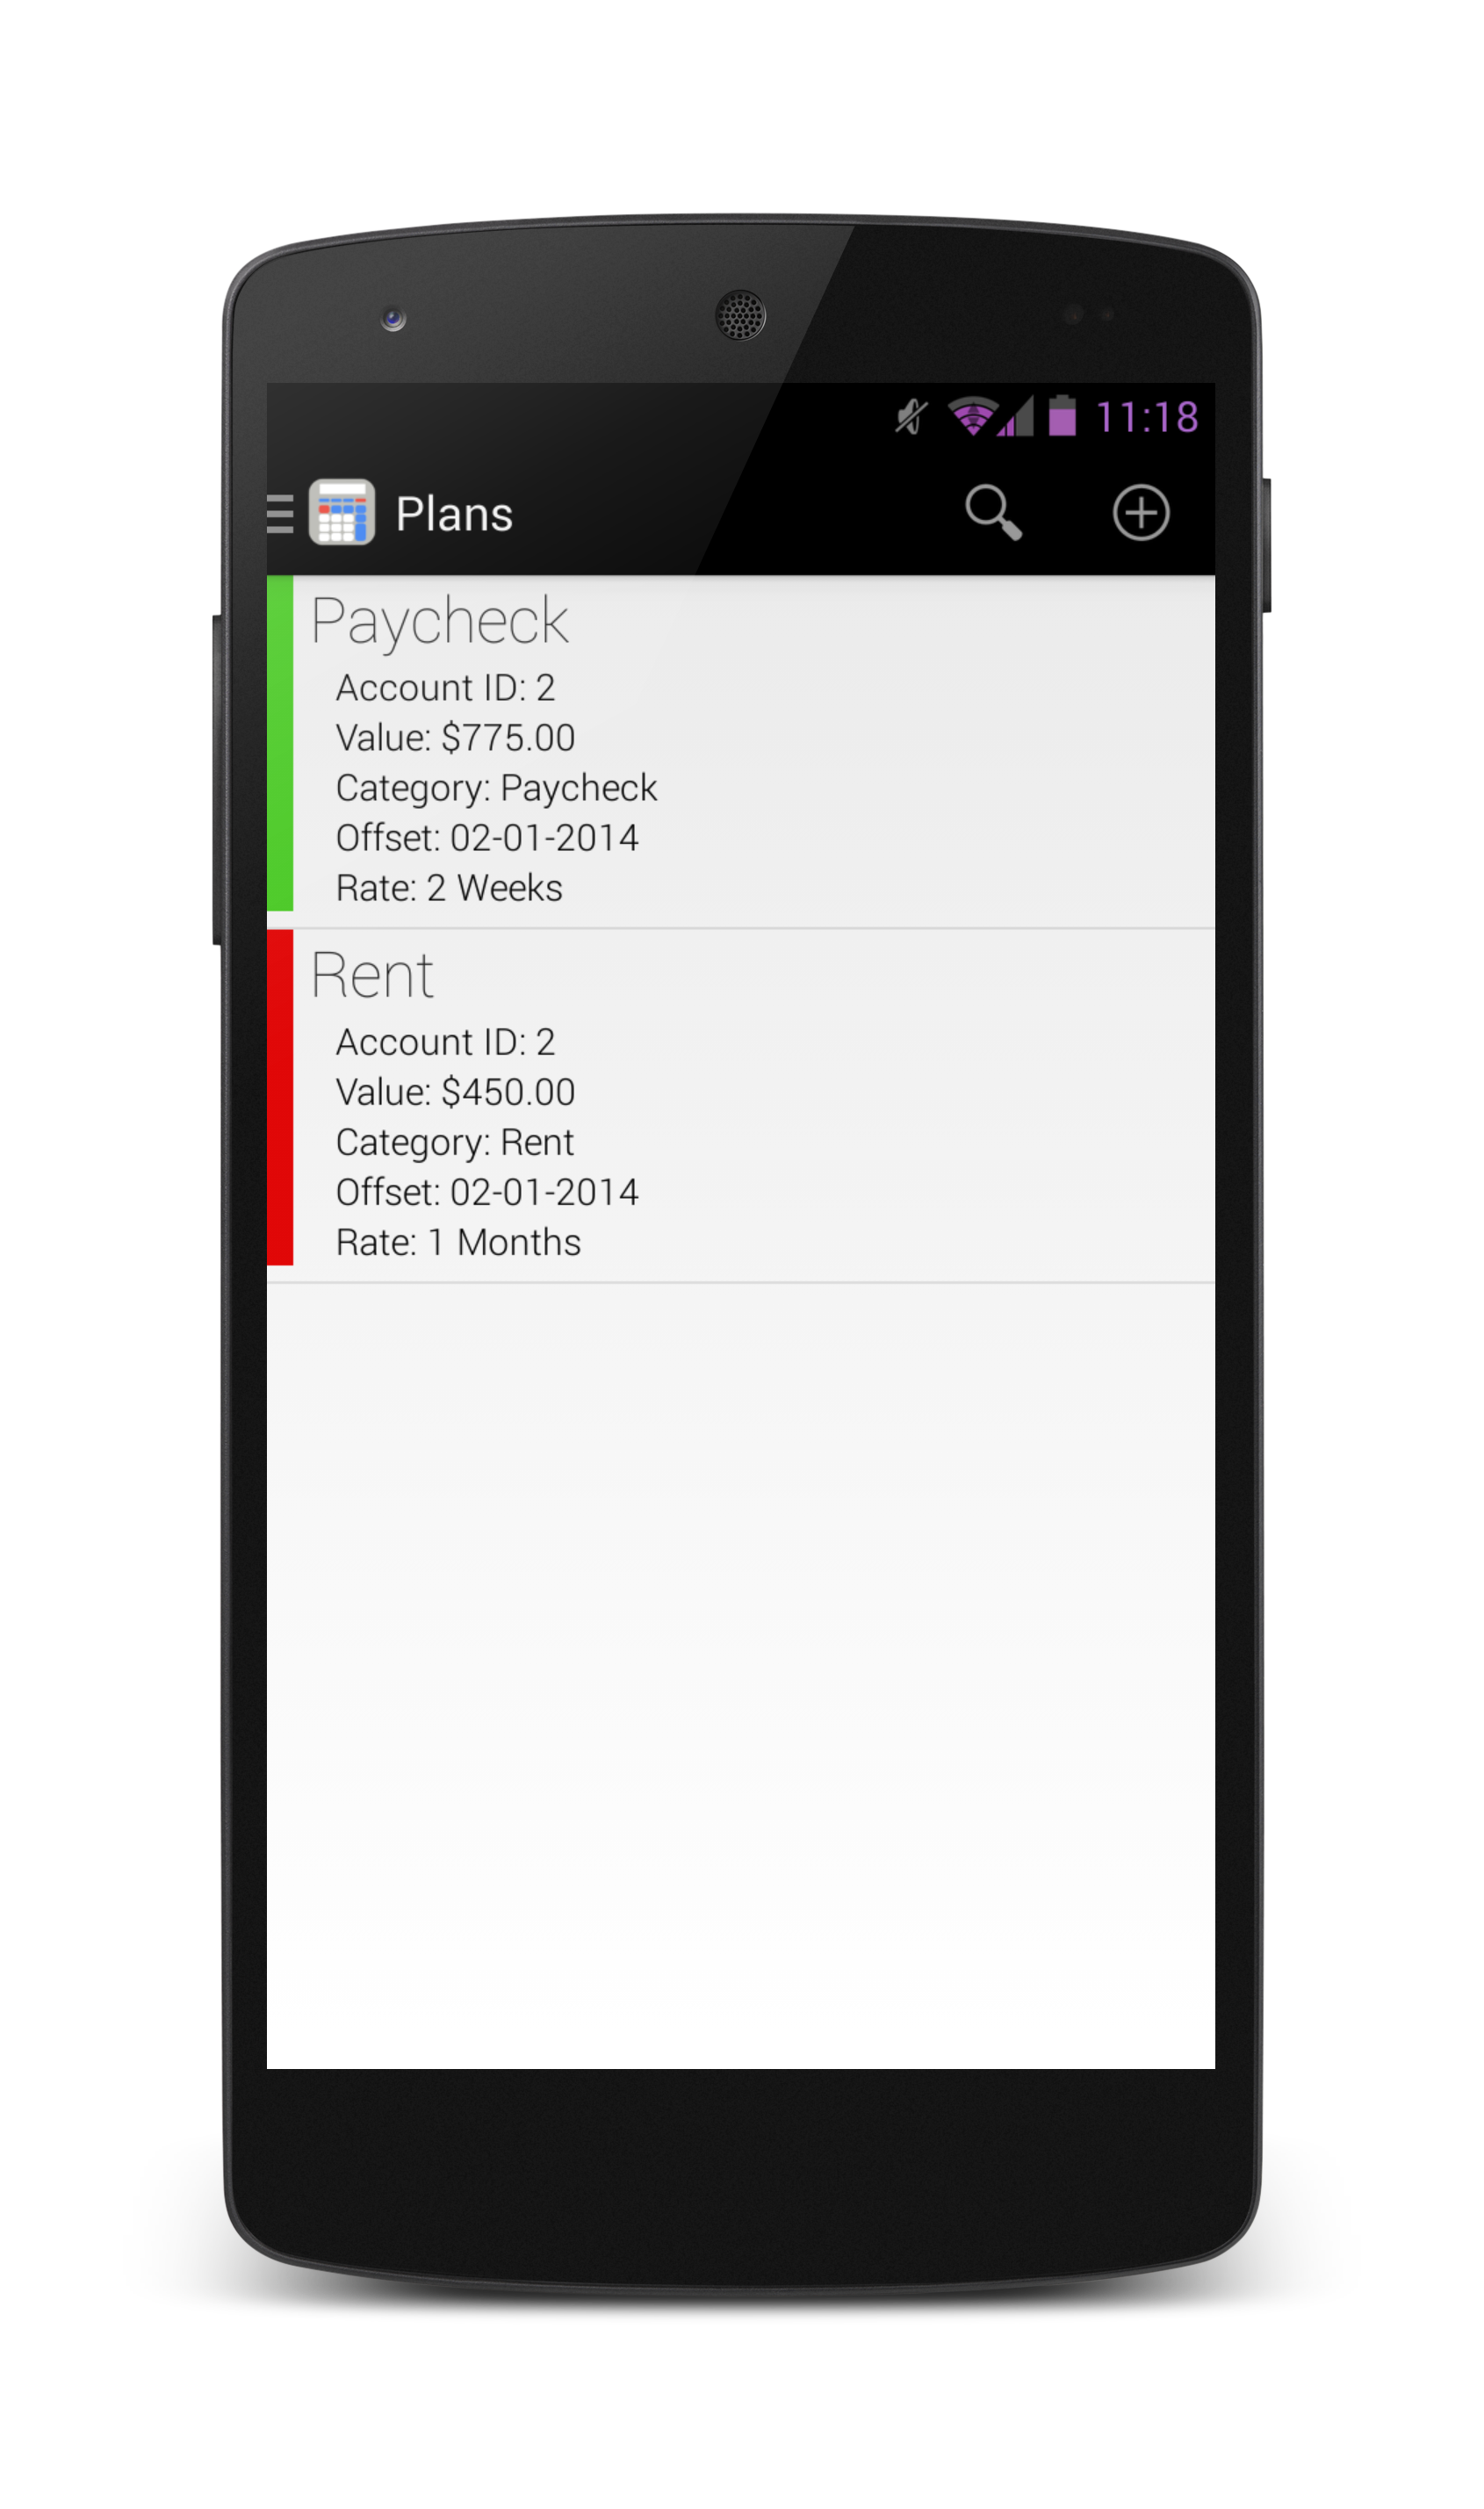 11:18
Plans
Paycheck
Account ID: 2
Value: $775.00
Category: Paycheck
Offset: 02-01-2014
Rate: 2 Weeks
Rent
Account ID: 2
Value: $450.00
Category: Rent
Offset: 02-01-2014
Rate: 1 Months